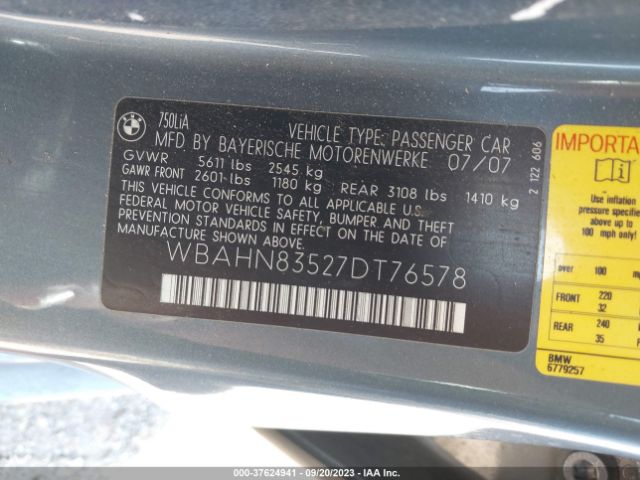 BMW
750LiA
VEHICLE TYPE: PASSENGER CAR
MFD BY BAYERISCHE MOTORENWERKE 07/07
GVWR 5611 lbs 2545 kg
GAWR FRONT 2601 lbs 1180 kg REAR 3108 lbs 1410 kg
THIS VEHICLE CONFORMS TO ALL APPLICABLE U.S.
FEDERAL MOTOR VEHICLE SAFETY, BUMPER AND THEFT
PREVENTION STANDARDS IN EFFECT ON THE DATE OF
MANUFACTURE SHOWN ABOVE.
WBAHN83527DT76578
2 122 606
IMPORTA
i
Use inflation
pressure specifie
up to
100 mph only!
over 100 mp
FRONT 220
32
REAR 240
35
BMW
6779257
000-37624941 - 09/20/2023 - IAA Inc.